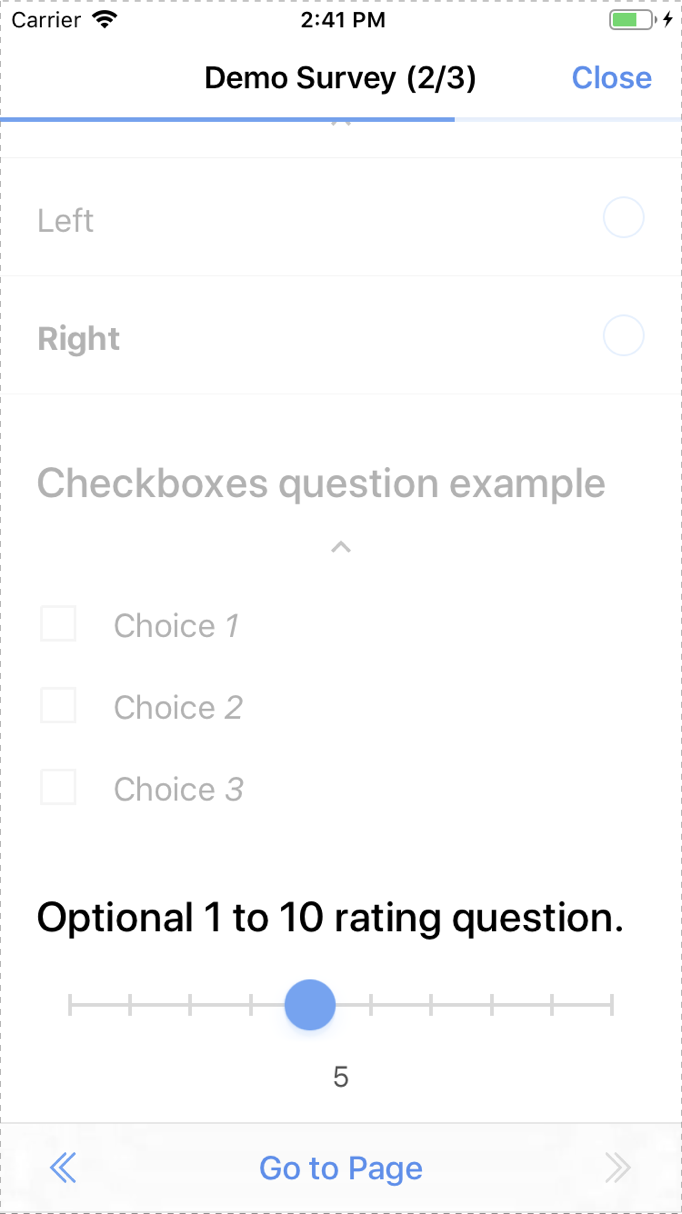 Carrier 2:41 PM
Demo Survey (2/3) Close
Left
Right
Checkboxes question example
Choice 1
Choice 2
Choice 3
Optional 1 to 10 rating question.
5
Go to Page